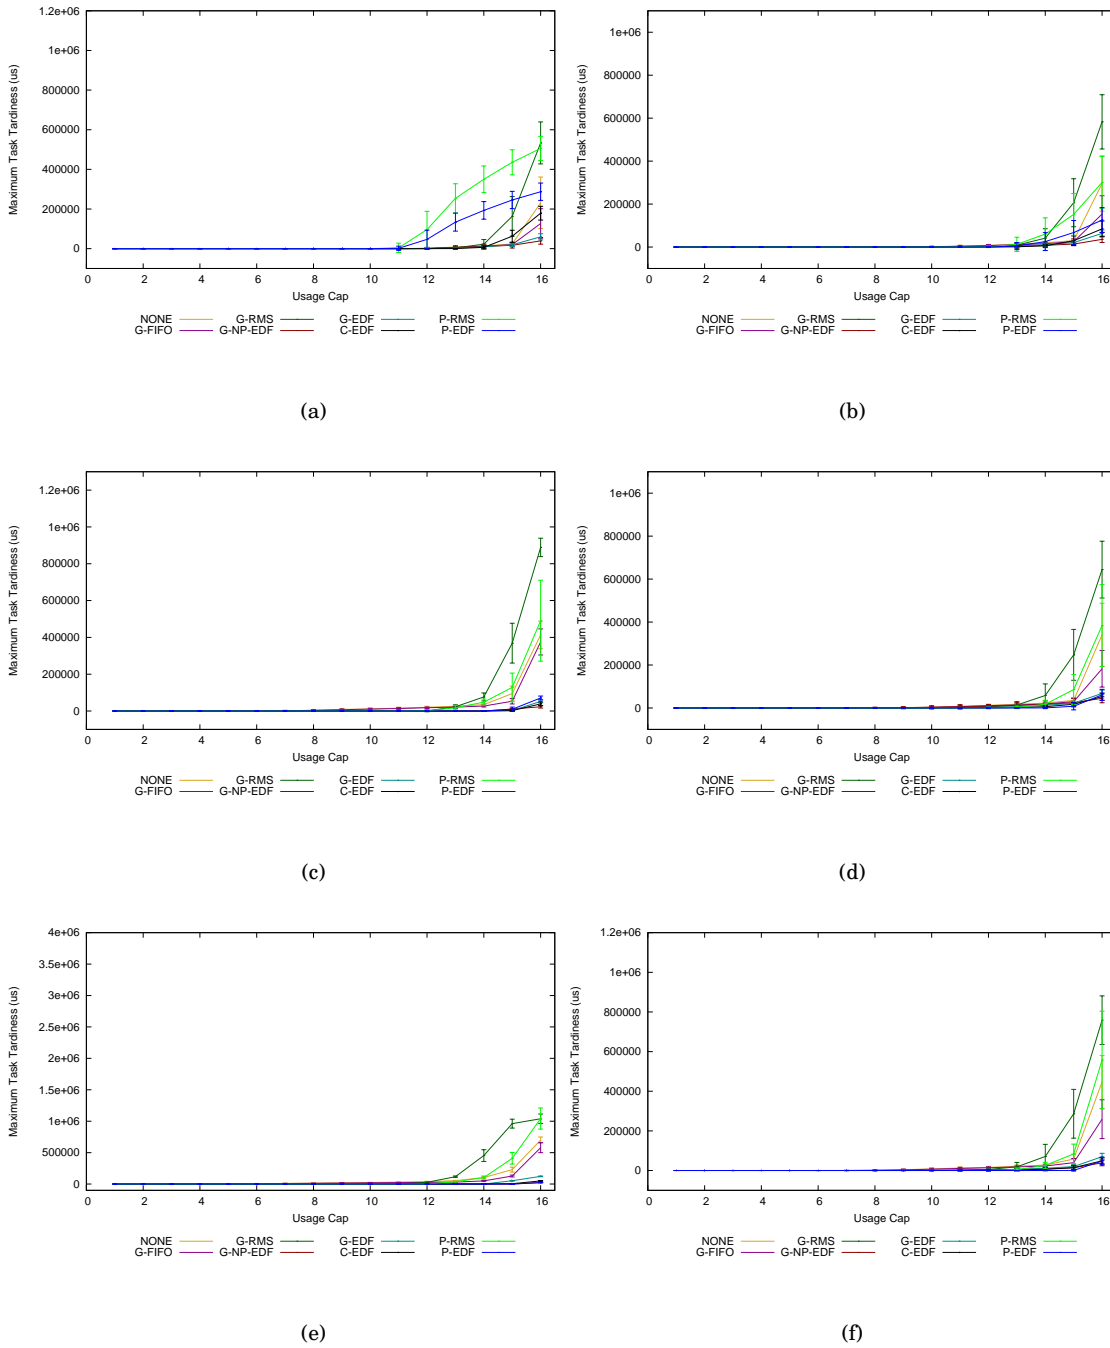 1.2e+06
1e+06
800000
600000
400000
200000
0
Maximum Task Tardiness (us)
0 2 4 6 8 10 12 14 16
Usage Cap
NONE G-RMS G-EDF P-RMS
G-FIFO G-NP-EDF C-EDF P-EDF
(a)
1e+06
800000
600000
400000
200000
0
Maximum Task Tardiness (us)
0 2 4 6 8 10 12 14 16
Usage Cap
NONE G-RMS G-EDF P-RMS
G-FIFO G-NP-EDF C-EDF P-EDF
(b)
1.2e+06
1e+06
800000
600000
400000
200000
0
Maximum Task Tardiness (us)
0 2 4 6 8 10 12 14 16
Usage Cap
NONE G-RMS G-EDF P-RMS
G-FIFO G-NP-EDF C-EDF P-EDF
(c)
1e+06
800000
600000
400000
200000
0
Maximum Task Tardiness (us)
0 2 4 6 8 10 12 14 16
Usage Cap
NONE G-RMS G-EDF P-RMS
G-FIFO G-NP-EDF C-EDF P-EDF
(d)
4e+06
3.5e+06
3e+06
2.5e+06
2e+06
1.5e+06
1e+06
500000
0
Maximum Task Tardiness (us)
0 2 4 6 8 10 12 14 16
Usage Cap
NONE G-RMS G-EDF P-RMS
G-FIFO G-NP-EDF C-EDF P-EDF
(e)
1.2e+06
1e+06
800000
600000
400000
200000
0
Maximum Task Tardiness (us)
0 2 4 6 8 10 12 14 16
Usage Cap
NONE G-RMS G-EDF P-RMS
G-FIFO G-NP-EDF C-EDF P-EDF
(f)